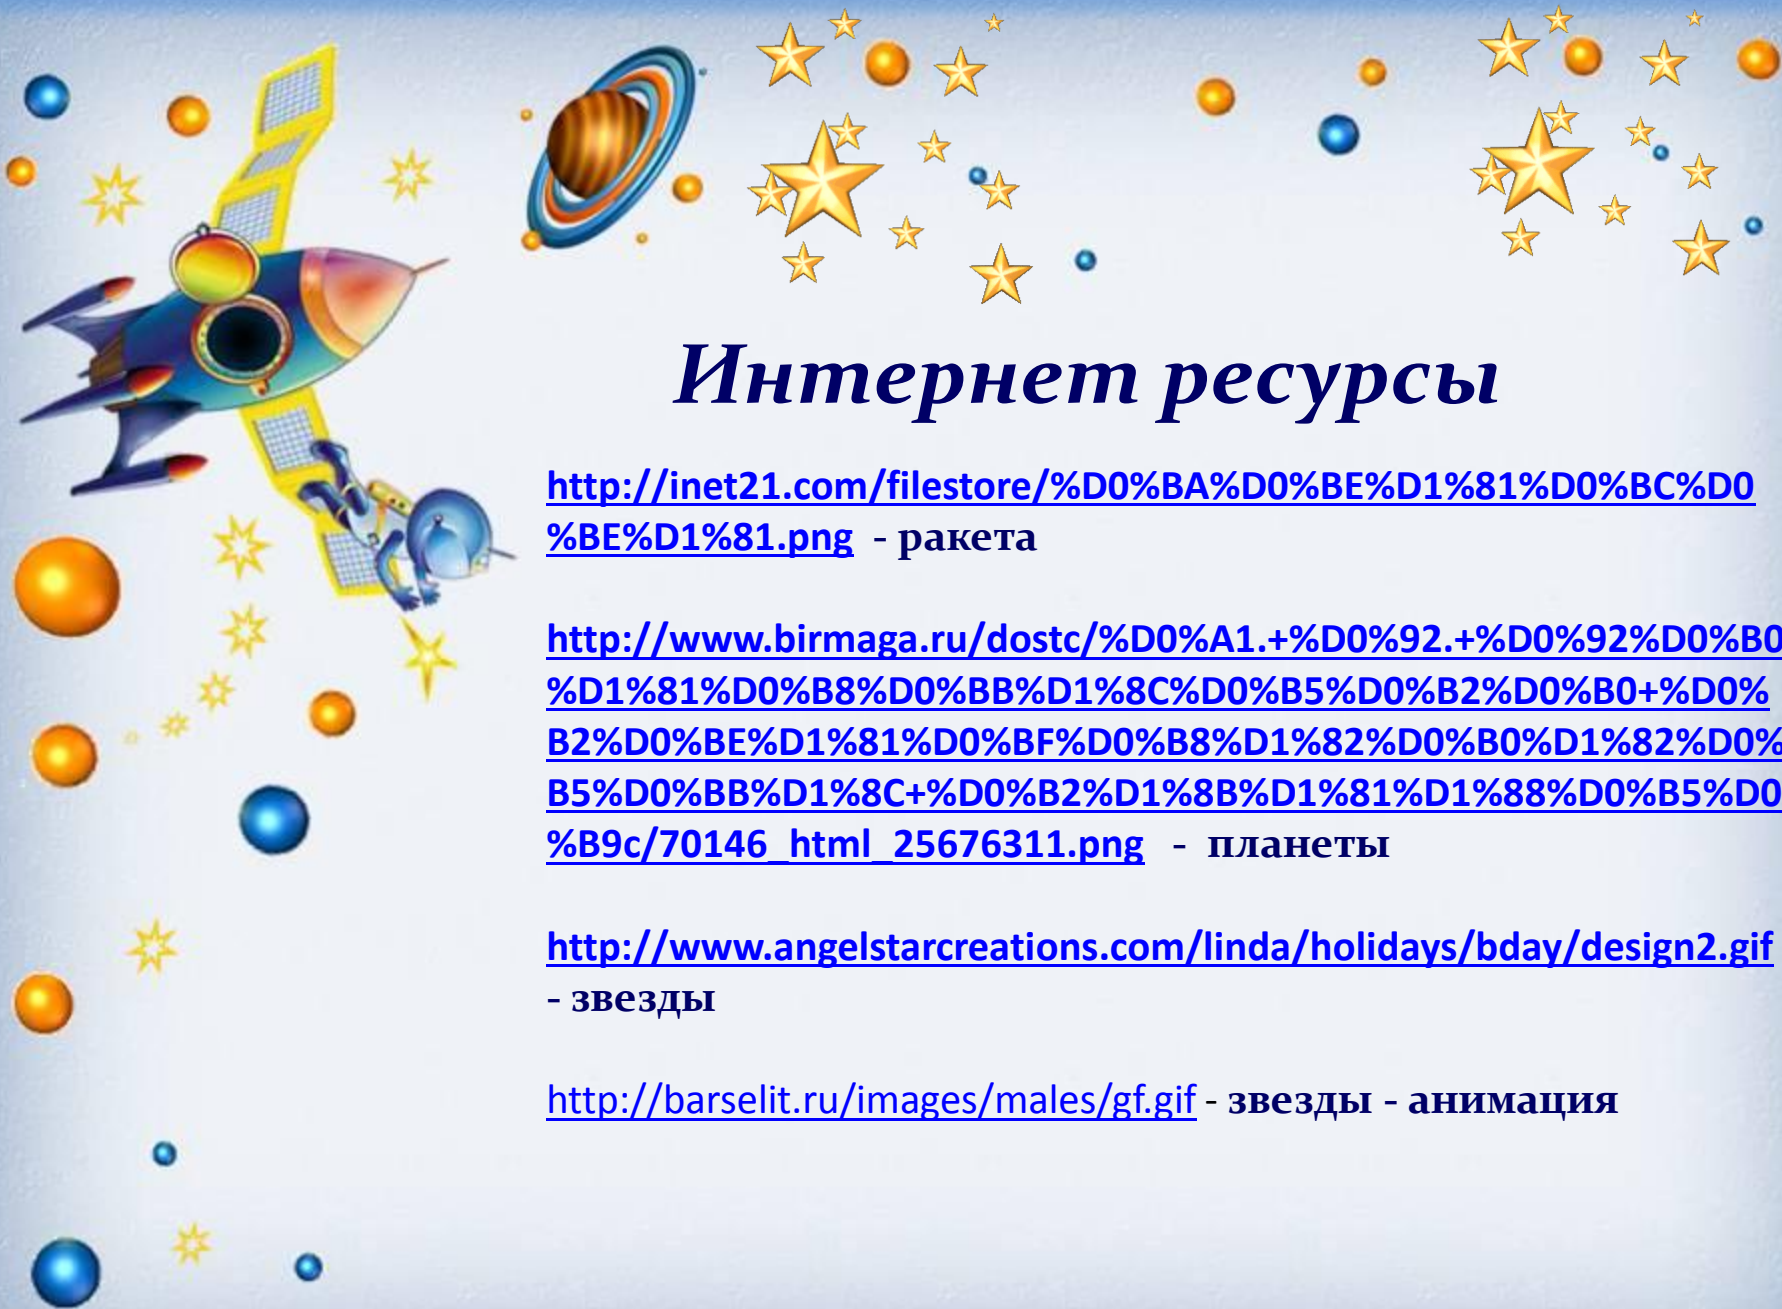 Интернет ресурсы
http://inet21.com/filestore/%D0%BA%D0%BE%D1%81%D0%BC%D0
%BE%D1%81.png - ракета
http://www.birmaga.ru/dostc/%D0%A1.+%D0%92.+%D0%92%D0%B0
%D1%81%D0%B8%D0%BB%D1%8C%D0%B5%D0%B2%D0%B0+%D0%
B2%D0%BE%D1%81%D0%BF%D0%B8%D1%82%D0%B0%D1%82%D0%
B5%D0%BB%D1%8C+%D0%B2%D1%8B%D1%81%D1%88%D0%B5%D0
%B9c/70146_html_25676311.png - планеты
http://www.angelstarcreations.com/linda/holidays/bday/design2.gif
- звезды
http://barselit.ru/images/males/gf.gif - звезды - анимация